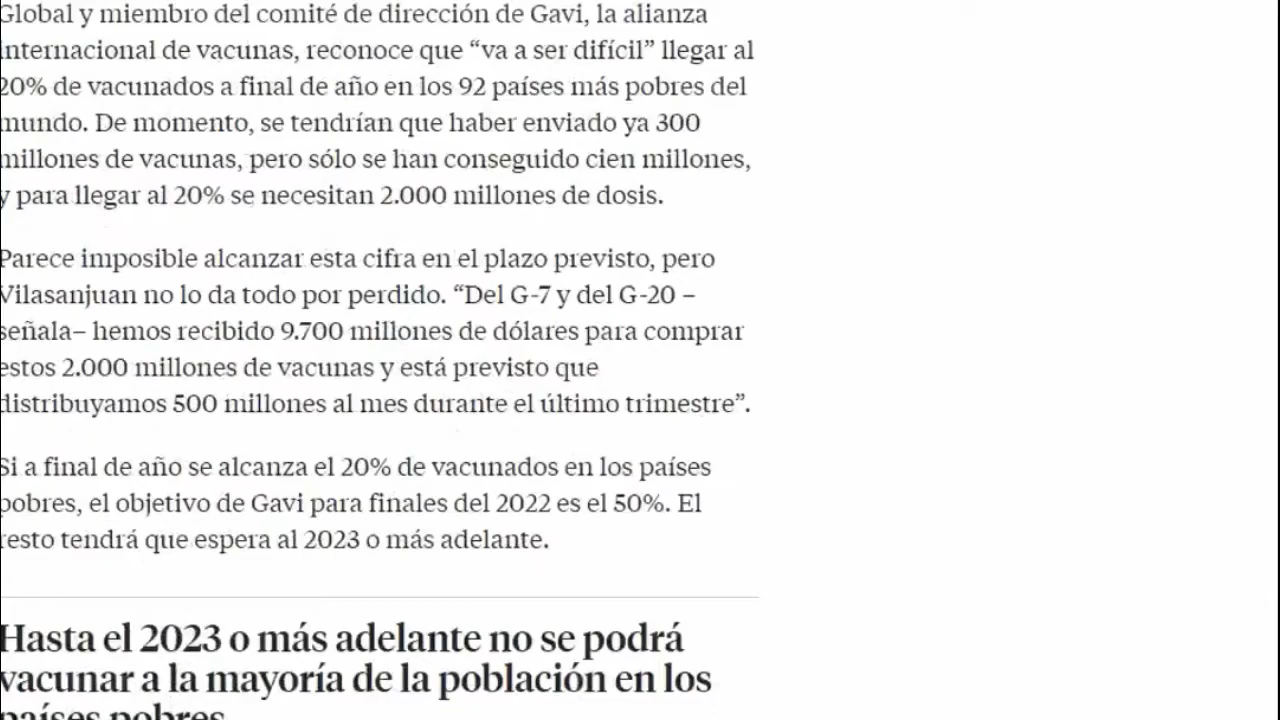 Global y miembro del comité de dirección de Gavi, la alianza
internacional de vacunas, reconoce que “va a ser difícil” llegar al
20% de vacunados a final de año en los 92 países más pobres del
mundo. De momento, se tendrían que haber enviado ya 300
millones de vacunas, pero sólo se han conseguido cien millones,
y para llegar al 20% se necesitan 2.000 millones de dosis.
Parece imposible alcanzar esta cifra en el plazo previsto, pero
Vilasanjuan no lo da todo por perdido. “Del G-7 y del G-20 –
señala– hemos recibido 9.700 millones de dólares para comprar
estos 2.000 millones de vacunas y está previsto que
distribuyamos 500 millones al mes durante el último trimestre”.
Si a final de año se alcanza el 20% de vacunados en los países
pobres, el objetivo de Gavi para finales del 2022 es el 50%. El
resto tendrá que espera al 2023 o más adelante.
Hasta el 2023 o más adelante no se podrá
vacunar a la mayoría de la población en los
países pobres